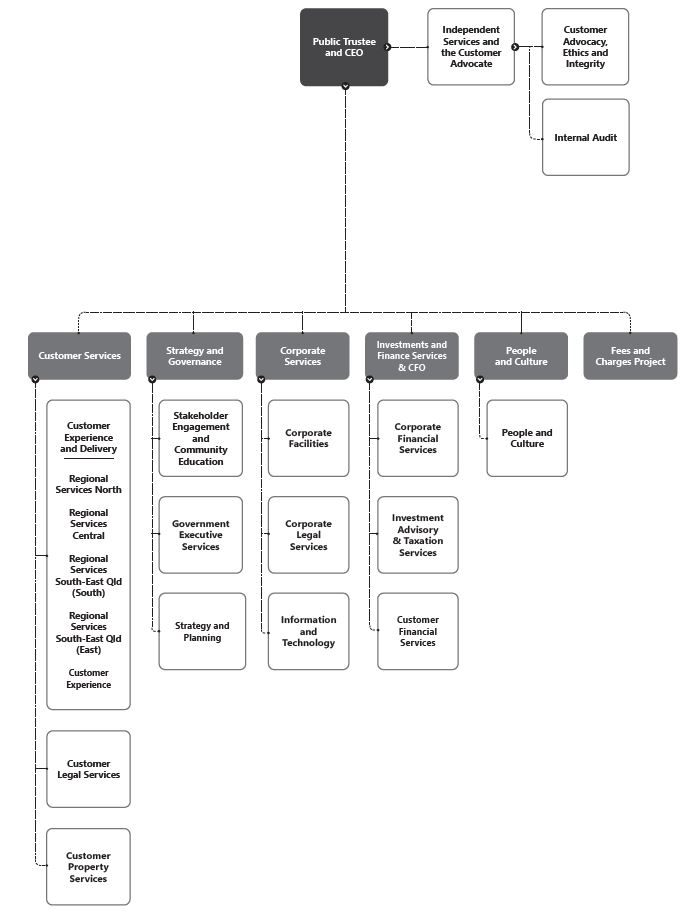 Public Trustee
and CEO
Independent
Services and
the Customer
Advocate
Customer
Advocacy,
Ethics and
Integrity
Internal Audit
Customer Services
Strategy and
Governance
Corporate
Services
Investments and
Finance Services
& CFO
People
and Culture
Fees and
Charges Project
Customer
Experience
and Delivery
Regional
Services North
Regional
Services
Central
Regional
Services
South-East Qld
(South)
Regional
Services
South-East Qld
(East)
Customer
Experience
Customer
Legal Services
Customer
Property
Services
Stakeholder
Engagement
and
Community
Education
Government
Executive
Services
Strategy and
Planning
Corporate
Facilities
Corporate
Legal
Services
Information
and
Technology
Corporate
Financial
Services
Investment
Advisory
& Taxation
Services
Customer
Financial
Services
People and
Culture